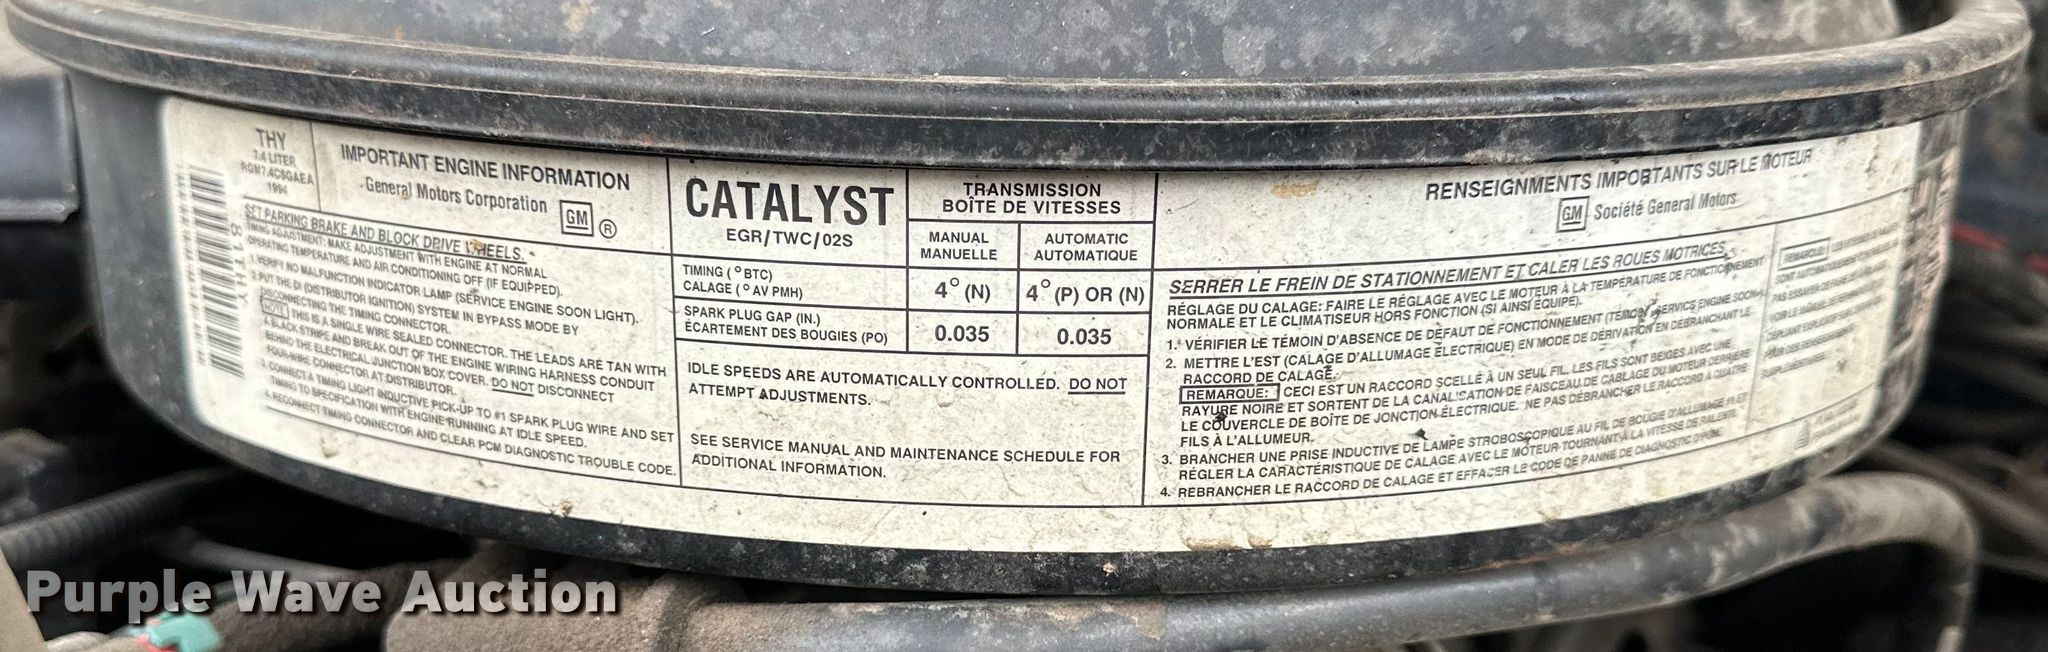 THY
7.4 LITER
RGM7.4C5GAEA
1994
81THY
IMPORTANT ENGINE INFORMATION
General Motors Corporation
GM ®
SET PARKING BRAKE AND BLOCK DRIVE WHEELS.
TIMING ADJUSTMENT: MAKE ADJUSTMENT WITH ENGINE AT NORMAL
OPERATING TEMPERATURE AND AIR CONDITIONING OFF (IF EQUIPPED).
1. VERIFY NO MALFUNCTION INDICATOR LAMP (SERVICE ENGINE SOON LIGHT).
2. PUT THE DI (DISTRIBUTOR IGNITION) SYSTEM IN BYPASS MODE BY
DISCONNECTING THE TIMING CONNECTOR.
NOTE: THIS IS A SINGLE WIRE SEALED CONNECTOR. THE LEADS ARE TAN WITH
A BLACK STRIPE AND BREAK OUT OF THE ENGINE WIRING HARNESS CONDUIT
BEHIND THE ELECTRICAL JUNCTION BOX COVER. DO NOT DISCONNECT
FOUR-WIRE CONNECTOR AT DISTRIBUTOR.
3. CONNECT A TIMING LIGHT INDUCTIVE PICK-UP TO #1 SPARK PLUG WIRE AND SET
TIMING TO SPECIFICATION WITH ENGINE RUNNING AT IDLE SPEED.
4. RECONNECT TIMING CONNECTOR AND CLEAR PCM DIAGNOSTIC TROUBLE CODE.
CATALYST
EGR/TWC/02S
TRANSMISSION
BOÎTE DE VITESSES
MANUAL
MANUELLE
AUTOMATIC
AUTOMATIQUE
TIMING (°BTC)
CALAGE (°AV PMH)
4° (N)
4° (P) OR (N)
SPARK PLUG GAP (IN.)
ÉCARTEMENT DES BOUGIES (PO)
0.035
0.035
IDLE SPEEDS ARE AUTOMATICALLY CONTROLLED. DO NOT
ATTEMPT ADJUSTMENTS.
SEE SERVICE MANUAL AND MAINTENANCE SCHEDULE FOR
ADDITIONAL INFORMATION.
RENSEIGNMENTS IMPORTANTS SUR LE MOTEUR
GM Société General Motors
SERRER LE FREIN DE STATIONNEMENT ET CALER LES ROUES MOTRICES.
RÉGLAGE DU CALAGE: FAIRE LE RÉGLAGE AVEC LE MOTEUR À LA TEMPÉRATURE DE FONCTIONNEMENT
NORMALE ET LE CLIMATISEUR HORS FONCTION (SI AINSI ÉQUIPÉ).
1. VÉRIFIER LE TÉMOIN D'ABSENCE DE DÉFAUT DE FONCTIONNEMENT (TÉMOIN "SERVICE ENGINE SOON")
2. METTRE L'EST (CALAGE D'ALLUMAGE ÉLECTRIQUE) EN MODE DE DÉRIVATION EN DÉBRANCHANT LE
RACCORD DE CALAGE.
REMARQUE: CECI EST UN RACCORD SCELLÉ À UN SEUL FIL. LES FILS SONT BEIGES AVEC UNE
RAYURE NOIRE ET SORTENT DE LA CANALISATION DE FAISCEAU DE CABLAGE DU MOTEUR DERRIÈRE
LE COUVERCLE DE BOÎTE DE JONCTION ÉLECTRIQUE. NE PAS DÉBRANCHER LE RACCORD À QUATRE
FILS À L'ALLUMEUR.
3. BRANCHER UNE PRISE INDUCTIVE DE LAMPE STROBOSCOPIQUE AU FIL DE BOUGIE D'ALLUMAGE 1 ET
RÉGLER LA CARACTÉRISTIQUE DE CALAGE AVEC LE MOTEUR TOURNANT À LA VITESSE DE RALENTI.
4. REBRANCHER LE RACCORD DE CALAGE ET EFFACER LE CODE DE PANNE DE DIAGNOSTIC D'PCM.
REMARQUE:
Purple Wave Auction